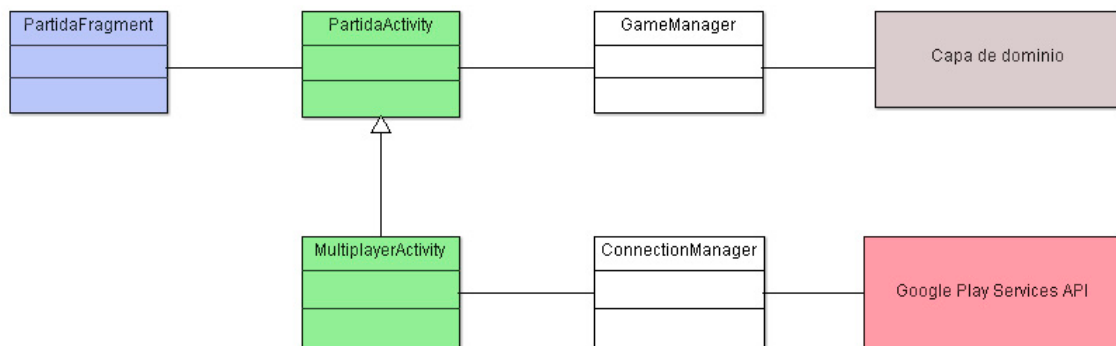 PartidaFragment
PartidaActivity
GameManager
Capa de dominio
MultiplayerActivity
ConnectionManager
Google Play Services API